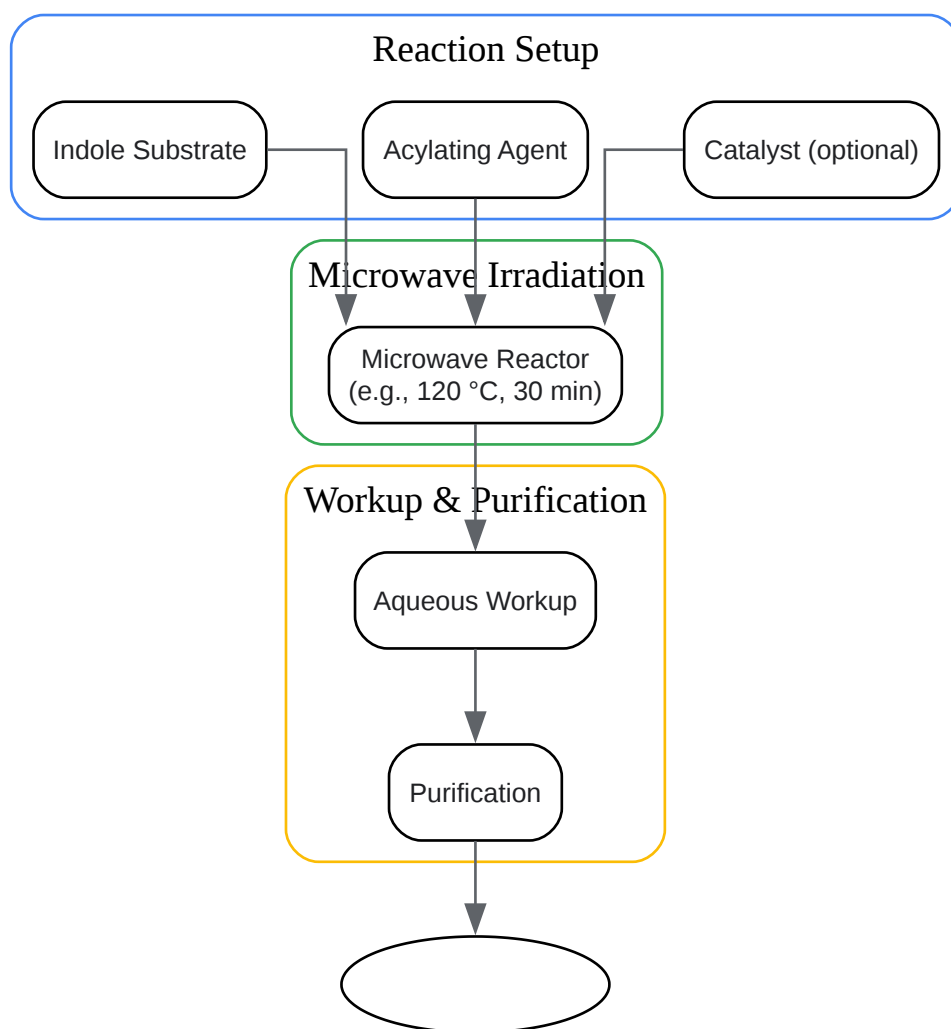 Reaction Setup
Indole Substrate
Acylating Agent
Catalyst (optional)
Microwave Irradiation
Microwave Reactor
(e.g., 120 °C, 30 min)
Workup & Purification
Aqueous Workup
Purification